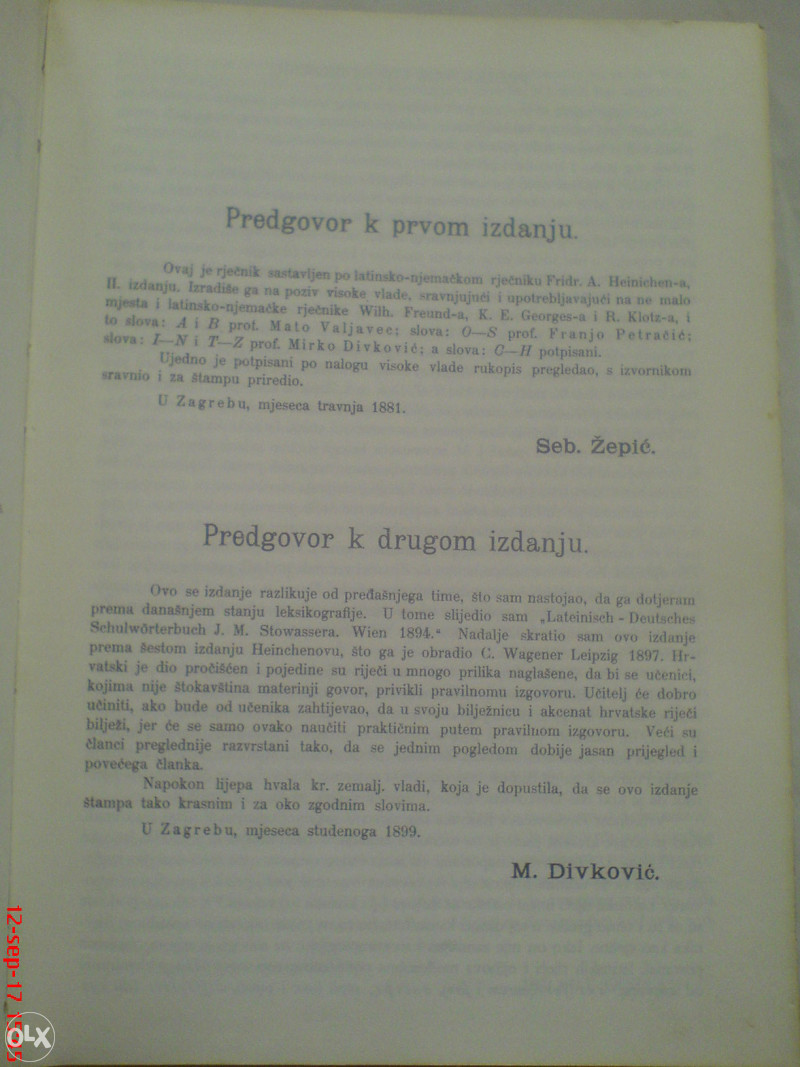 Predgovor k prvom izdanju.
Ovaj je rječnik sastavljen po latinsko-njemačkom rječniku Fridr. A. Heinichen-a,
II. izdanju. Izradiše ga na poziv visoke vlade, sravnjujući i upotrebljavajući na ne malo
mjesta i latinsko-njemačke rječnike Wilh. Freund-a, K. E. Georges-a i R. Klotz-a, i
to slova: A i B prof. Mato Valjavec; slova: O—S prof. Franjo Petračić;
slova: I—N i T—Z prof. Mirko Divković; a slova: C—H potpisani.
Ujedno je potpisani po nalogu visoke vlade rukopis pregledao, s izvornikom
sravnio i za štampu priredio.
U Zagrebu, mjeseca travnja 1881.
Seb. Žepić.
Predgovor k drugom izdanju.
Ovo se izdanje razlikuje od pređašnjega time, što sam nastojao, da ga dotjeram
prema današnjem stanju leksikografije. U tome slijedio sam „Lateinisch-Deutsches
Schulwörterbuch J. M. Stowassera. Wien 1894.“ Nadalje skratio sam ovo izdanje
prema šestom izdanju Heinchenovu, što ga je obradio C. Wagener Leipzig 1897. Hr-
vatski je dio pročišćen i pojedine su riječi u mnogo prilika naglašene, da bi se učenici,
kojima nije štokavština materinji govor, privikli pravilnomu izgovoru. Učitelj će dobro
učiniti, ako bude od učenika zahtijevao, da u svoju bilježnicu i akcenat hrvatske riječi
bilježi, jer će se samo ovako naučiti praktičnim putem pravilnom izgovoru. Veći su
članci preglednije razvrstani tako, da se jednim pogledom dobije jasan prijegled i
povećega članka.
Napokon lijepa hvala kr. zemalj. vladi, koja je dopustila, da se ovo izdanje
štampa tako krasnim i za oko zgodnim slovima.
U Zagrebu, mjeseca studenoga 1899.
M. Divković.
12-sep-17
OLX